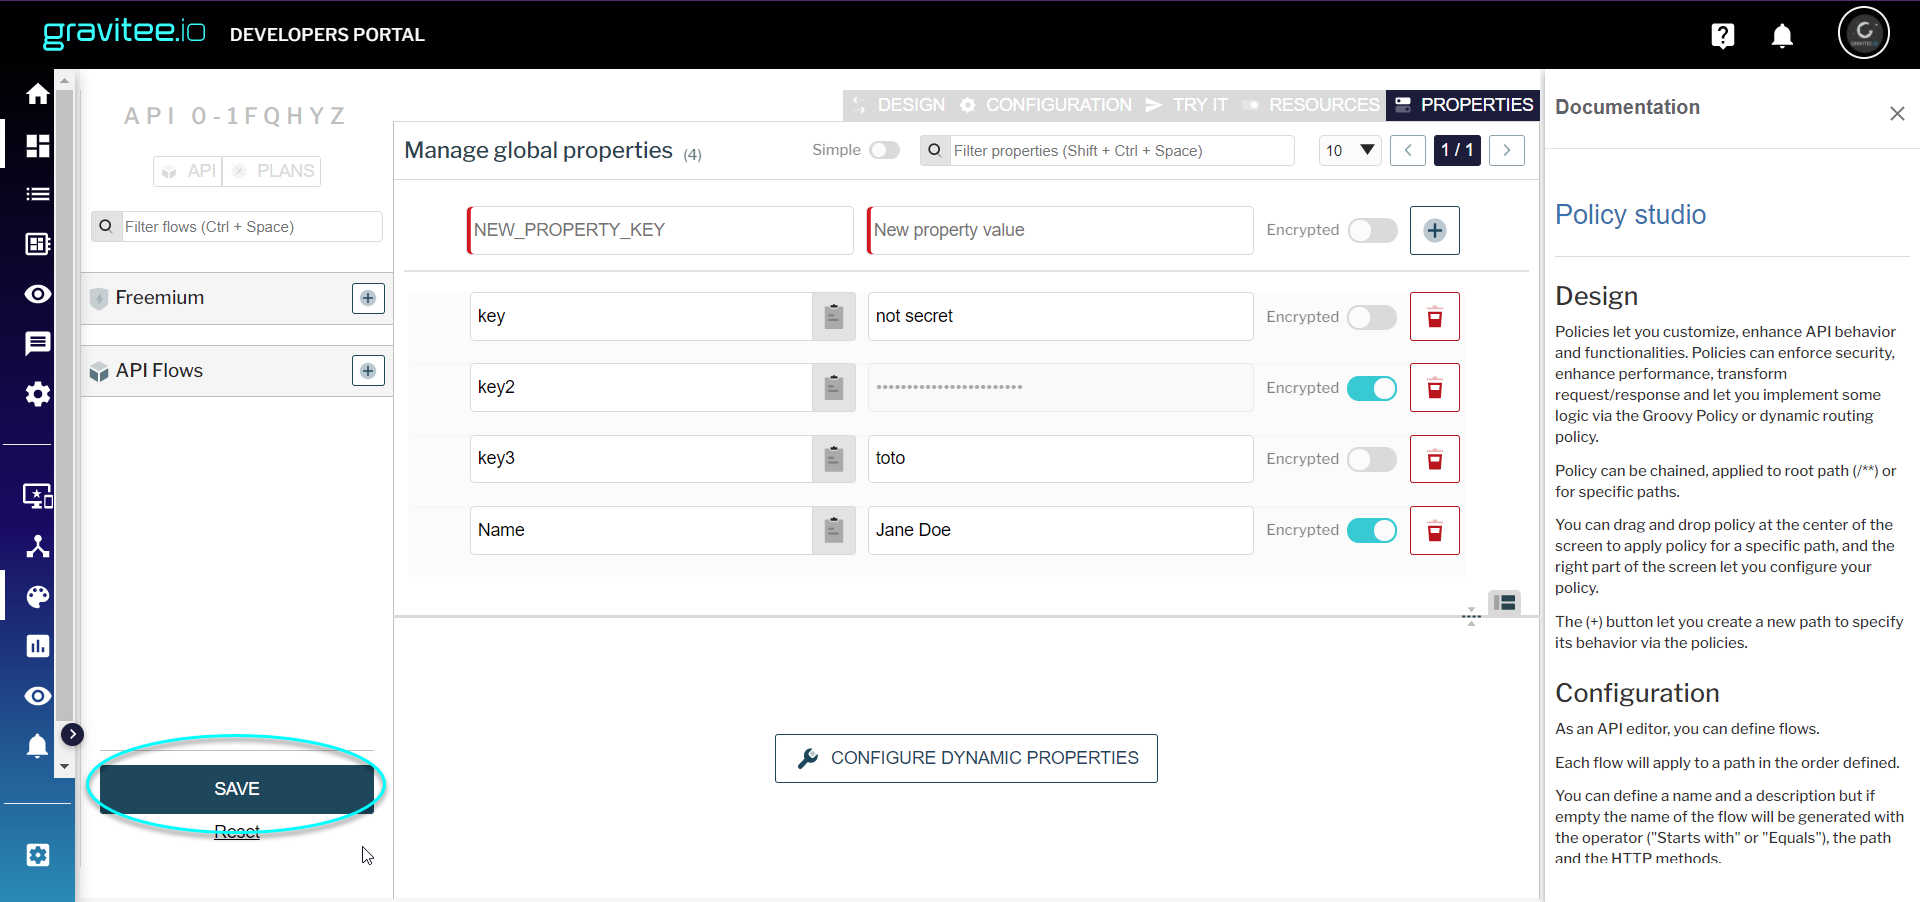 gravitee.io DEVELOPERS PORTAL
API 0-1FQHYZ
API PLANS
Filter flows (Ctrl + Space)
Freemium
API Flows
SAVE
Reset
DESIGN CONFIGURATION TRY IT RESOURCES PROPERTIES
Manage global properties (4)
Simple
Filter properties (Shift + Ctrl + Space)
10
1 / 1
NEW_PROPERTY_KEY New property value Encrypted
key not secret Encrypted
key2 •••••••••••••••••••••••• Encrypted
key3 toto Encrypted
Name Jane Doe Encrypted
CONFIGURE DYNAMIC PROPERTIES
Documentation
Policy studio
Design
Policies let you customize, enhance API behavior
and functionalities. Policies can enforce security,
enhance performance, transform
request/response and let you implement some
logic via the Groovy Policy or dynamic routing
policy.
Policy can be chained, applied to root path (/**) or
for specific paths.
You can drag and drop policy at the center of the
screen to apply policy for a specific path, and the
right part of the screen let you configure your
policy.
The (+) button let you create a new path to specify
its behavior via the policies.
Configuration
As an API editor, you can define flows.
Each flow will apply to a path in the order defined.
You can define a name and a description but if
empty the name of the flow will be generated with
the operator ("Starts with" or "Equals"), the path
and the HTTP methods.